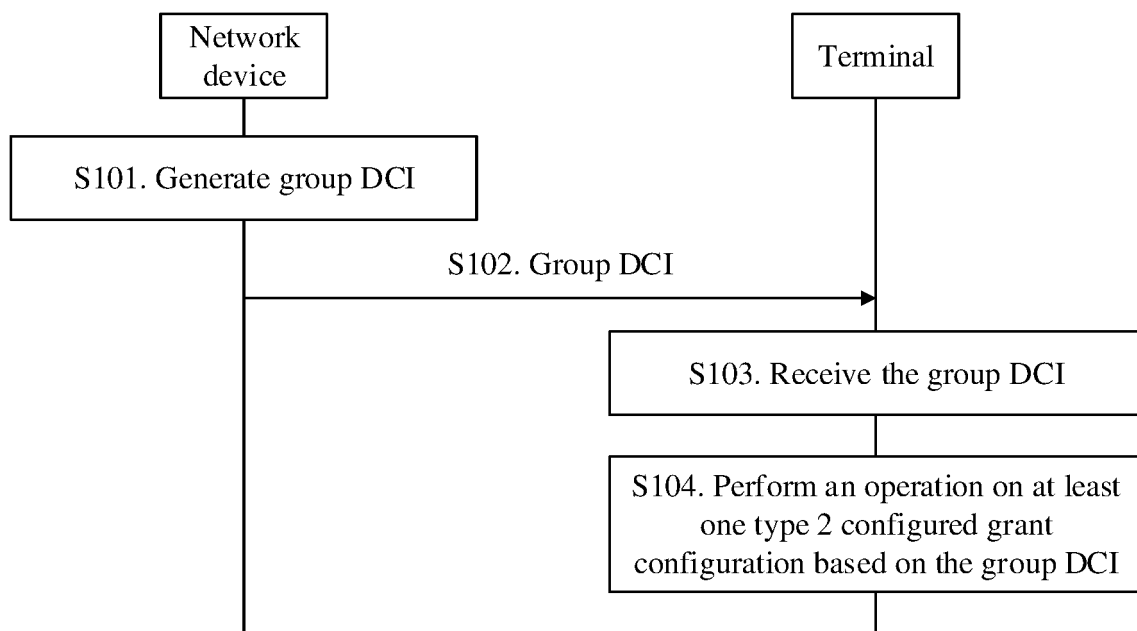 Network
device
Terminal
S101. Generate group DCI
S102. Group DCI
S103. Receive the group DCI
S104. Perform an operation on at least
one type 2 configured grant
configuration based on the group DCI